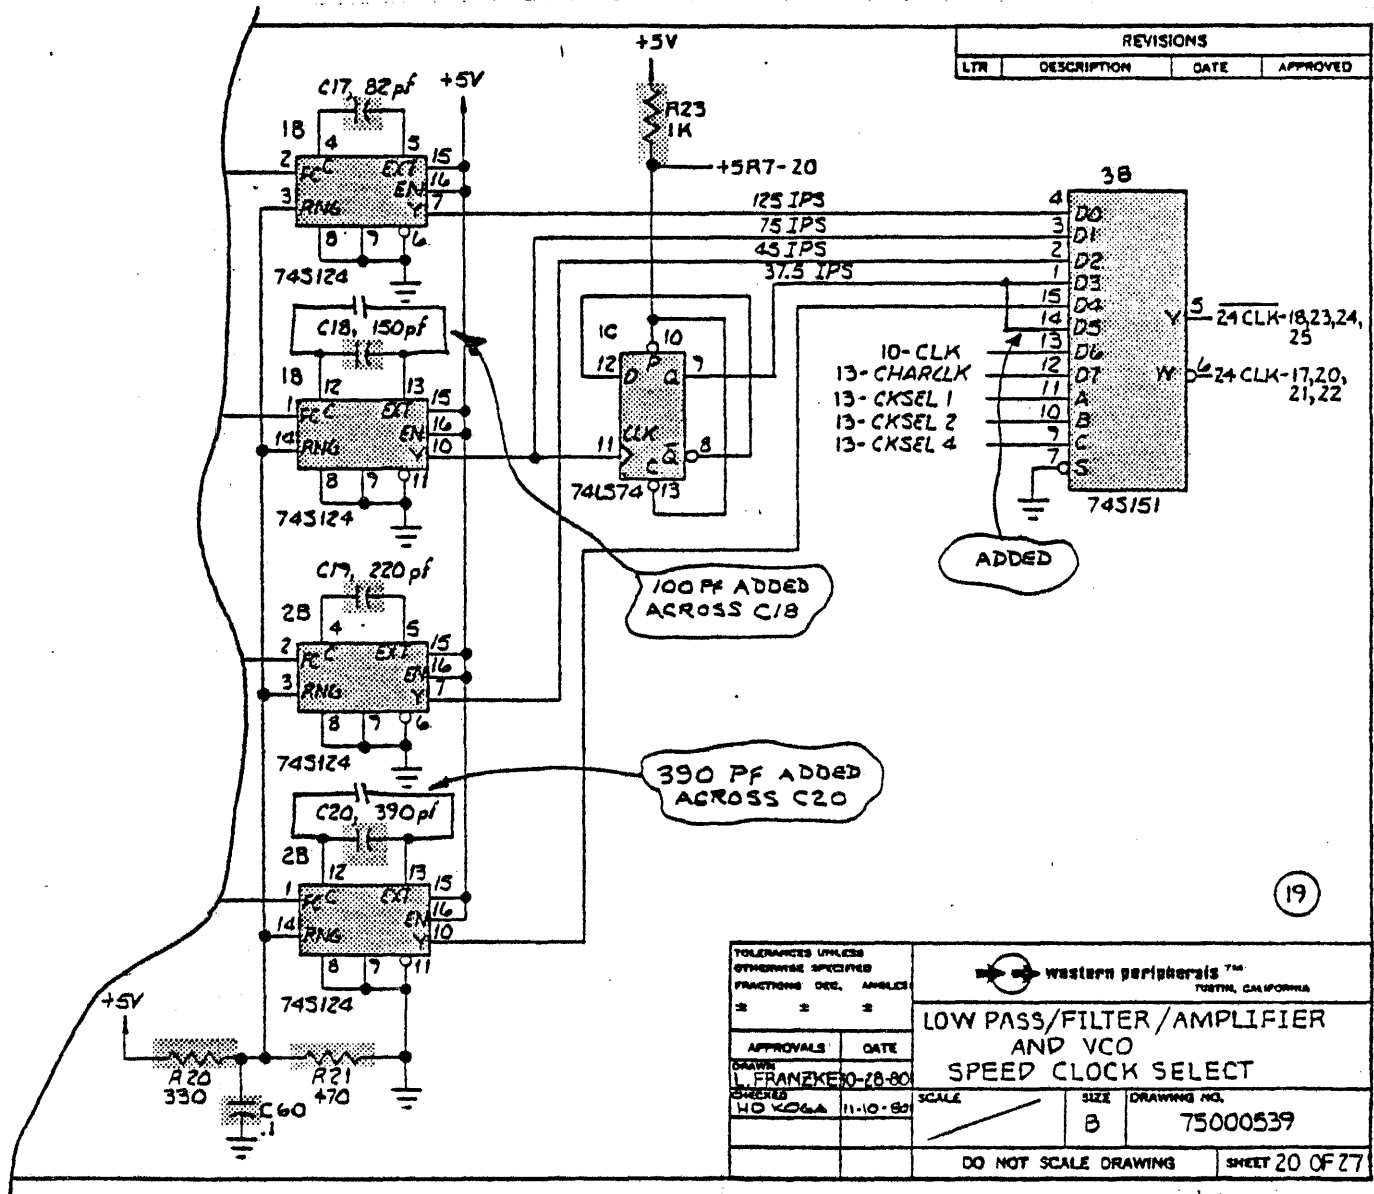 REVISIONS
LTR DESCRIPTION DATE APPROVED
C17, 82pf
+5V
+5V
R23
1K
+5R7-20
1B
4 5
2 FC C EXT 15
EN 16
3 RNG Y 7
8 9 6
74S124
125 IPS
75 IPS
45 IPS
37.5 IPS
C18, 150pf
1B
12 13
1 FC C EXT 15
EN 16
14 RNG Y 10
8 9 11
74S124
1C
10
12 D P Q 9
11 CLK
Q 8
C
74LS74 13
3B
4 D0
3 D1
2 D2
1 D3
15 D4
14 D5
13 D6
12 D7
11 A
10 B
9 C
7 S
Y 5 24 CLK-18,23,24,
25
W 6 24 CLK-17,20,
21,22
74S151
10-CLK
13-CHARCLK
13-CKSEL 1
13-CKSEL 2
13-CKSEL 4
ADDED
100 Pf ADDED
ACROSS C18
C19, 220pf
2B
4 5
2 FC C EXT 15
EN 16
3 RNG Y 7
8 9 6
74S124
390 PF ADDED
ACROSS C20
C20, 390pf
2B
12 13
1 FC C EXT 15
EN 16
14 RNG Y 10
8 9 11
74S124
+5V
R20
330
R21
470
C60
.1
19
TOLERANCES UNLESS
OTHERWISE SPECIFIED
FRACTIONS DEC. ANGLES
± ± ±
APPROVALS DATE
DRAWN
L. FRANZKE 10-28-80
CHECKED
HO KOGA 11-10-80
western peripherals ™
TUSTIN, CALIFORNIA
LOW PASS/FILTER/AMPLIFIER
AND VCO
SPEED CLOCK SELECT
SCALE SIZE DRAWING NO.
B 75000539
DO NOT SCALE DRAWING SHEET 20 OF 27